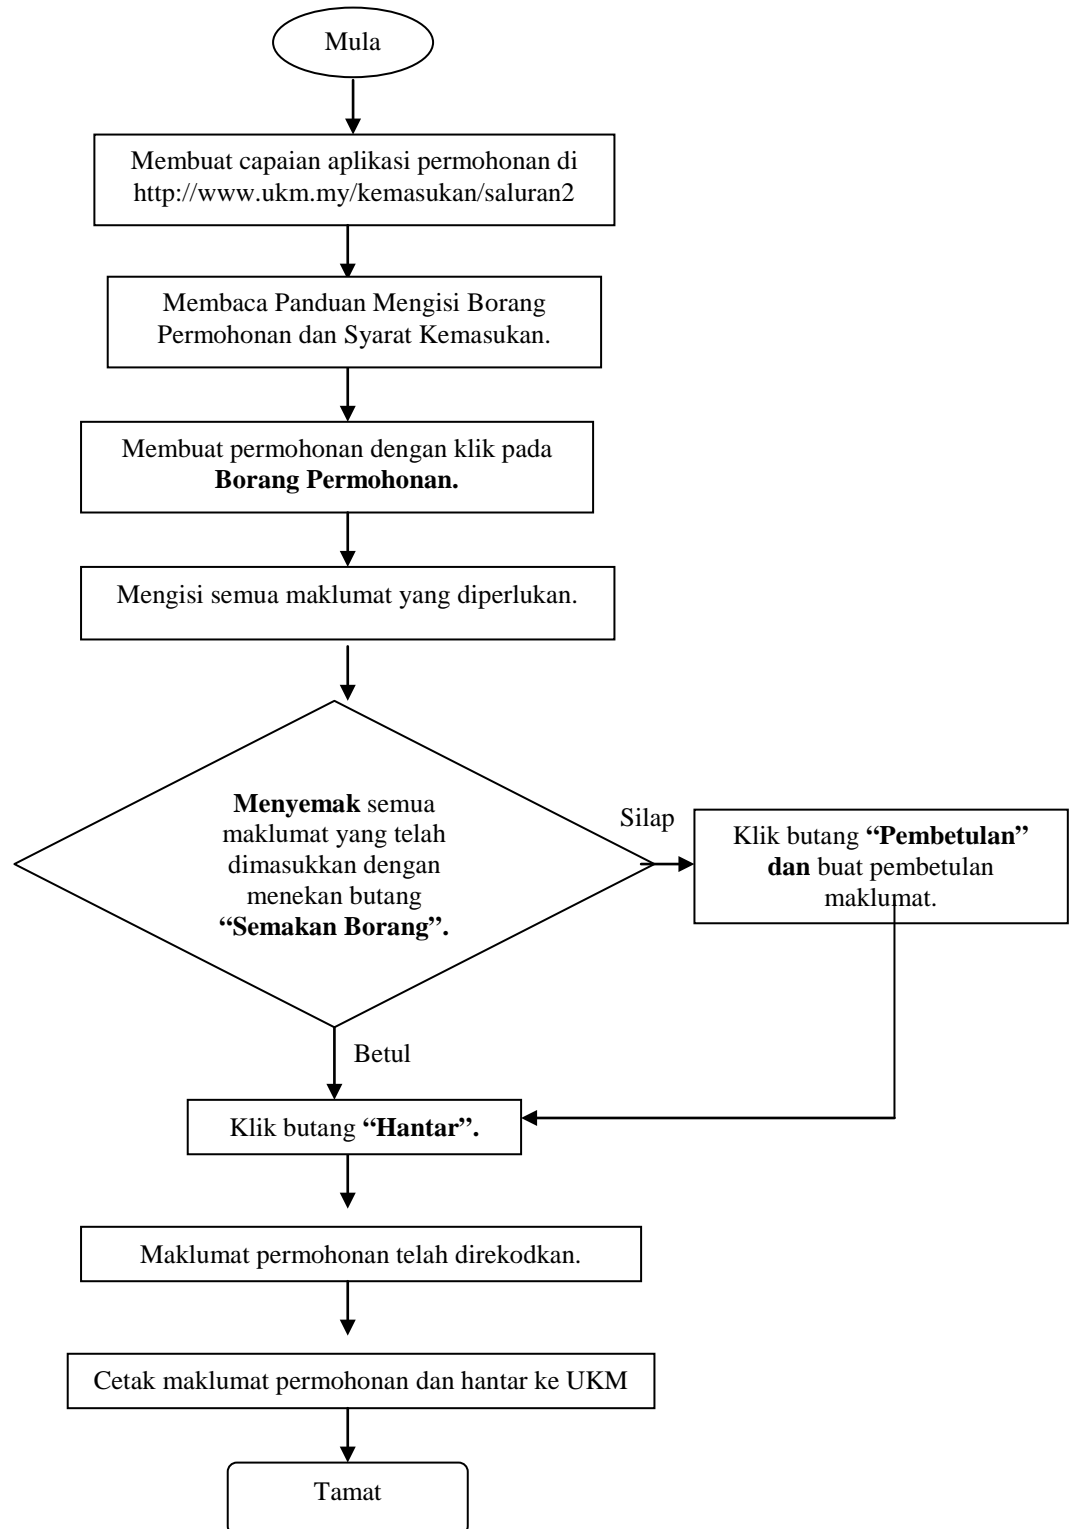 Mula
Membuat capaian aplikasi permohonan di
http://www.ukm.my/kemasukan/saluran2
Membaca Panduan Mengisi Borang
Permohonan dan Syarat Kemasukan.
Membuat permohonan dengan klik pada
Borang Permohonan.
Mengisi semua maklumat yang diperlukan.
Menyemak semua
maklumat yang telah
dimasukkan dengan
menekan butang
“Semakan Borang”.
Silap
Klik butang “Pembetulan”
dan buat pembetulan
maklumat.
Betul
Klik butang “Hantar”.
Maklumat permohonan telah direkodkan.
Cetak maklumat permohonan dan hantar ke UKM
Tamat